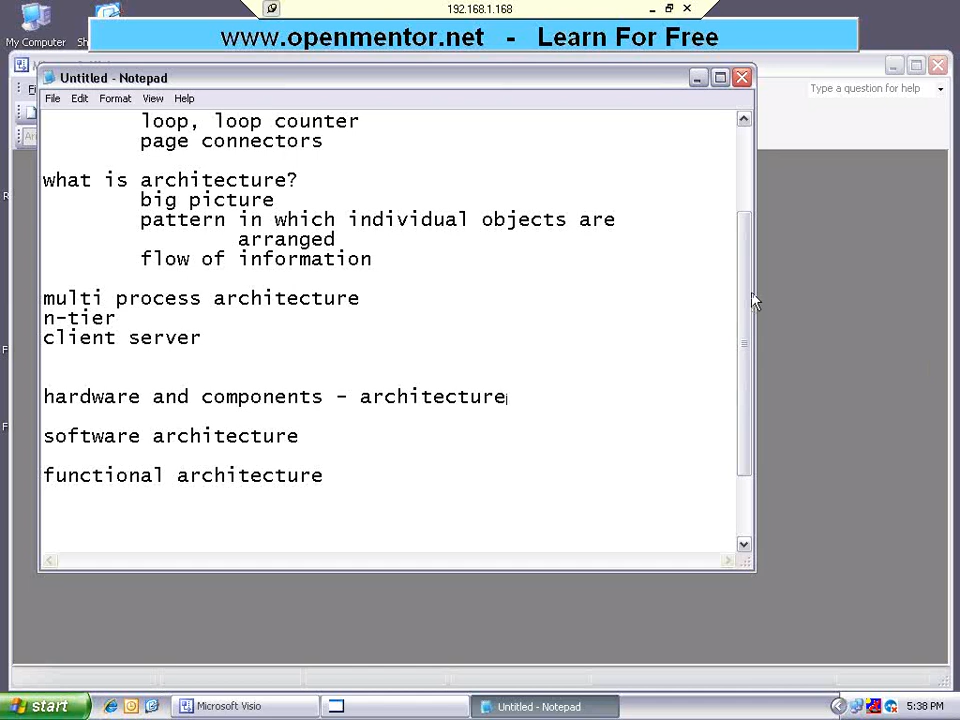 192.168.1.168
My Computer
www.openmentor.net - Learn For Free
Untitled - Notepad
Type a question for help
File Edit Format View Help
loop, loop counter
page connectors
what is architecture?
big picture
pattern in which individual objects are
arranged
flow of information
multi process architecture
n-tier
client server
hardware and components - architecture
software architecture
functional architecture
start
Microsoft Visio
Untitled - Notepad
5:38 PM